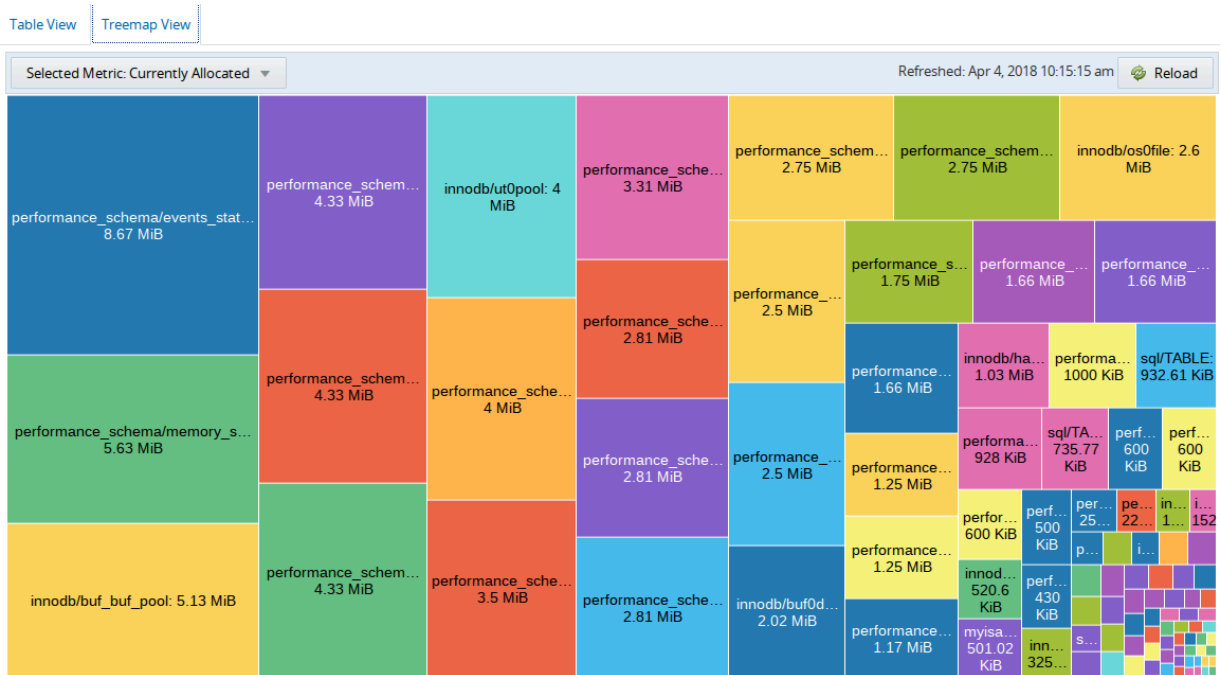 Table View
Treemap View
Selected Metric: Currently Allocated
Refreshed: Apr 4, 2018 10:15:15 am
Reload
performance_schema/events_stat...
8.67 MiB
performance_schema/memory_s...
5.63 MiB
innodb/buf_buf_pool: 5.13 MiB
performance_schem...
4.33 MiB
performance_schem...
4.33 MiB
performance_schem...
4.33 MiB
innodb/ut0pool: 4
MiB
performance_sche...
4 MiB
performance_sche...
3.5 MiB
performance_sche...
3.31 MiB
performance_sche...
2.81 MiB
performance_sche...
2.81 MiB
performance_sche...
2.81 MiB
performance_schem...
2.75 MiB
performance_schem...
2.75 MiB
innodb/os0file: 2.6
MiB
performance_...
2.5 MiB
performance_...
2.5 MiB
innodb/buf0d...
2.02 MiB
performance_s...
1.75 MiB
performance_...
1.66 MiB
performance_...
1.66 MiB
performance...
1.66 MiB
performance...
1.25 MiB
performance...
1.25 MiB
performance...
1.17 MiB
innodb/ha...
1.03 MiB
performa...
1000 KiB
sql/TABLE:
932.61 KiB
performa...
928 KiB
sql/TA...
735.77
KiB
perf...
600
KiB
perf...
600
KiB
perfor...
600 KiB
innod...
520.6
KiB
myisa...
501.02
KiB
perf...
500
KiB
perf...
430
KiB
inn...
325...
per...
25...
pe...
22...
in...
1...
i...
152
p...
i...
s...